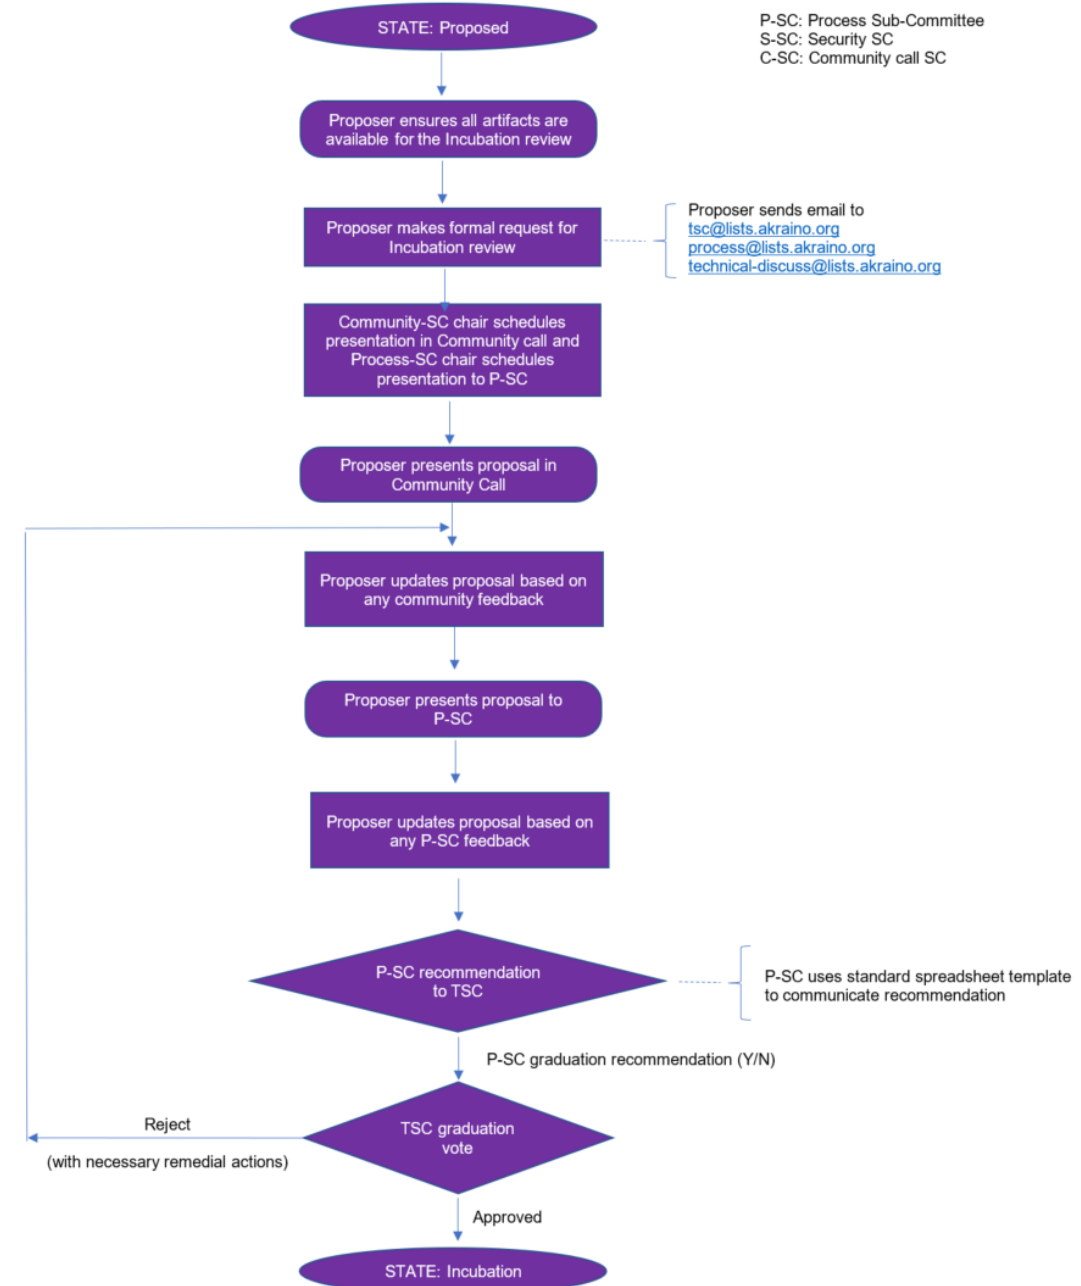 STATE: Proposed
P-SC: Process Sub-Committee
S-SC: Security SC
C-SC: Community call SC
Proposer ensures all artifacts are
available for the Incubation review
Proposer makes formal request for
Incubation review
Proposer sends email to
tsc@lists.akraino.org
process@lists.akraino.org
technical-discuss@lists.akraino.org
Community-SC chair schedules
presentation in Community call and
Process-SC chair schedules
presentation to P-SC
Proposer presents proposal in
Community Call
Proposer updates proposal based on
any community feedback
Proposer presents proposal to
P-SC
Proposer updates proposal based on
any P-SC feedback
P-SC recommendation
to TSC
P-SC uses standard spreadsheet template
to communicate recommendation
P-SC graduation recommendation (Y/N)
TSC graduation
vote
Reject
(with necessary remedial actions)
Approved
STATE: Incubation